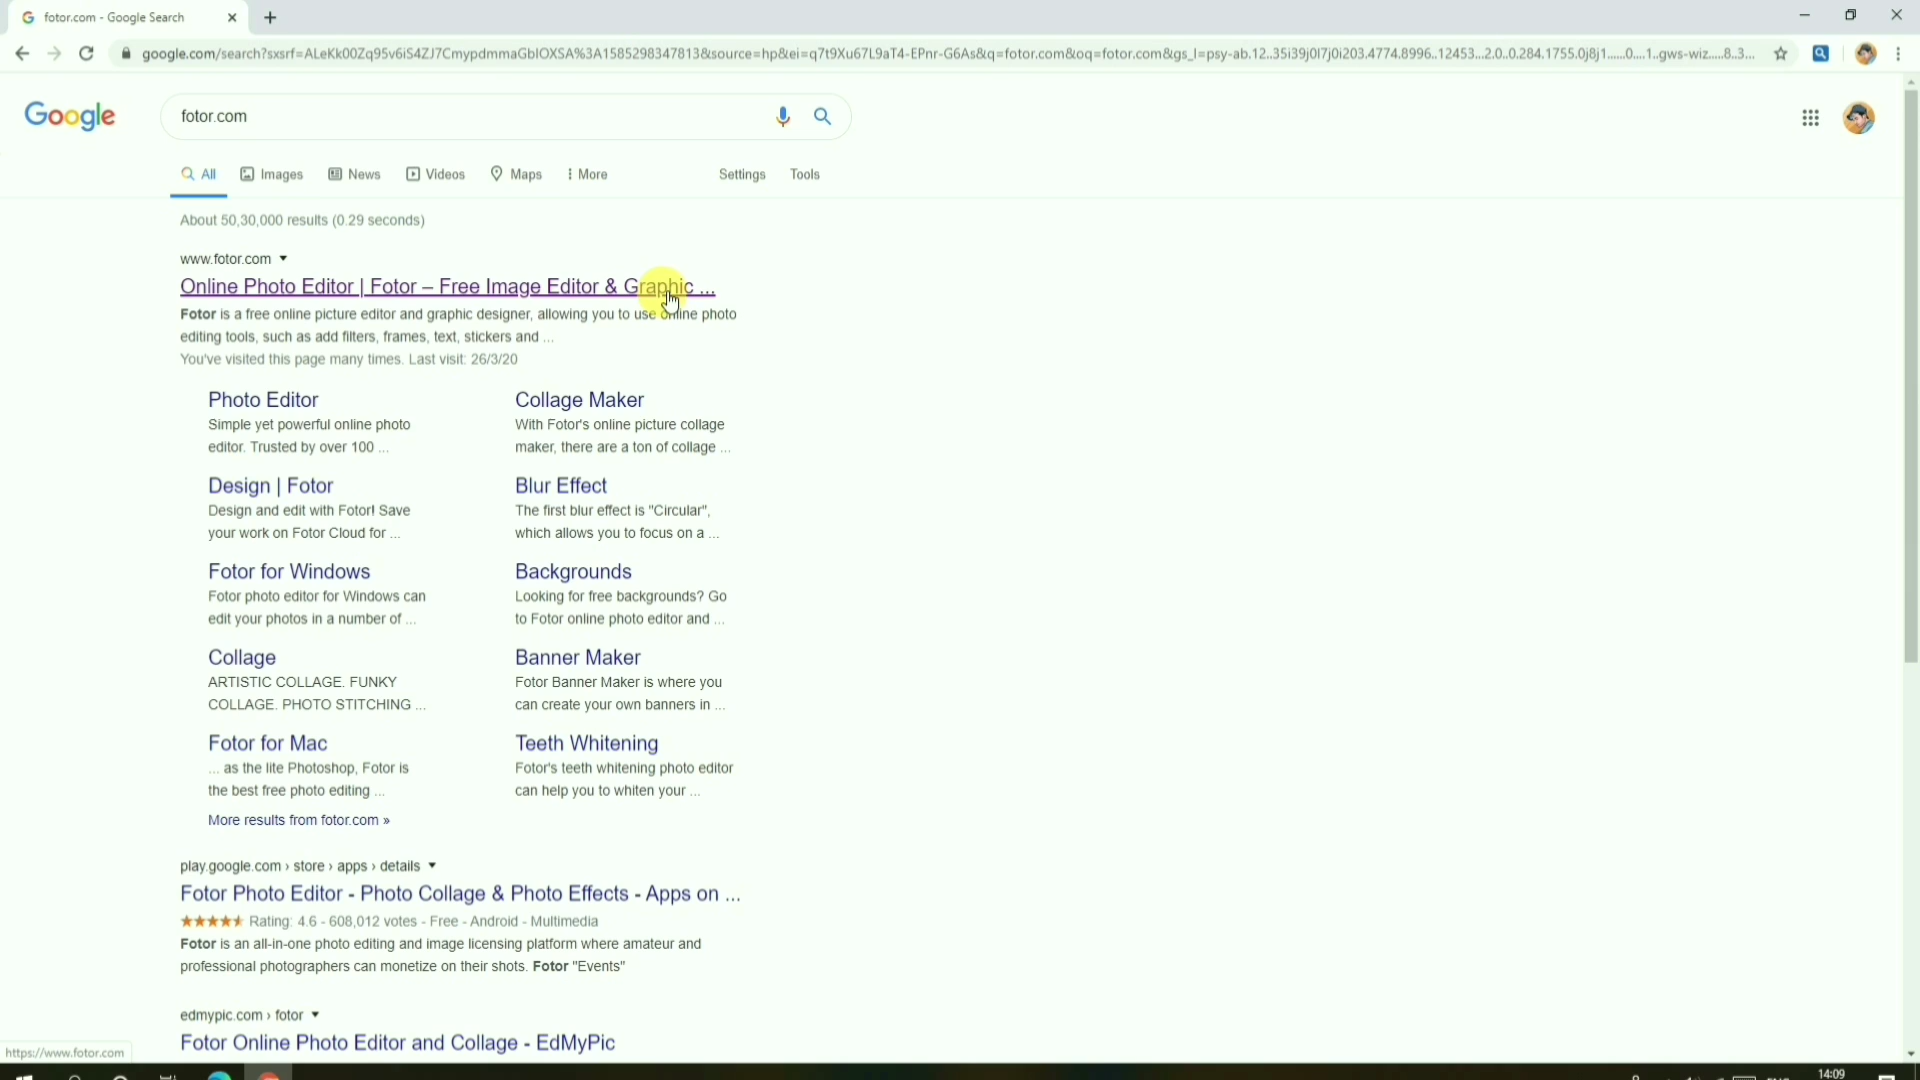 fotor.com - Google Search
google.com/search?sxsrf=ALeKk00Zq95v6iS4ZJ7CmypdmmaGbIOXSA%3A1585298347813&source=hp&ei=q7t9Xu67L9aT4-EPnr-G6As&q=fotor.com&oq=fotor.com&gs_l=psy-ab.12..35i39j0l7j0i203.4774.8996..12453...2.0..0.284.1755.0j8j1......0....1..gws-wiz.....8..3...
Google
fotor.com
All Images News Videos Maps More Settings Tools
About 50,30,000 results (0.29 seconds)
www.fotor.com
Online Photo Editor | Fotor – Free Image Editor & Graphic ...
Fotor is a free online picture editor and graphic designer, allowing you to use online photo
editing tools, such as add filters, frames, text, stickers and ...
You've visited this page many times. Last visit: 26/3/20
Photo Editor
Simple yet powerful online photo
editor. Trusted by over 100 ...
Collage Maker
With Fotor's online picture collage
maker, there are a ton of collage ...
Design | Fotor
Design and edit with Fotor! Save
your work on Fotor Cloud for ...
Blur Effect
The first blur effect is "Circular",
which allows you to focus on a ...
Fotor for Windows
Fotor photo editor for Windows can
edit your photos in a number of ...
Backgrounds
Looking for free backgrounds? Go
to Fotor online photo editor and ...
Collage
ARTISTIC COLLAGE. FUNKY
COLLAGE. PHOTO STITCHING ...
Banner Maker
Fotor Banner Maker is where you
can create your own banners in ...
Fotor for Mac
... as the lite Photoshop, Fotor is
the best free photo editing ...
Teeth Whitening
Fotor's teeth whitening photo editor
can help you to whiten your ...
More results from fotor.com »
play.google.com › store › apps › details
Fotor Photo Editor - Photo Collage & Photo Effects - Apps on ...
Rating: 4.6 - 608,012 votes - Free - Android - Multimedia
Fotor is an all-in-one photo editing and image licensing platform where amateur and
professional photographers can monetize on their shots. Fotor "Events"
edmypic.com › fotor
Fotor Online Photo Editor and Collage - EdMyPic
https://www.fotor.com
14:09